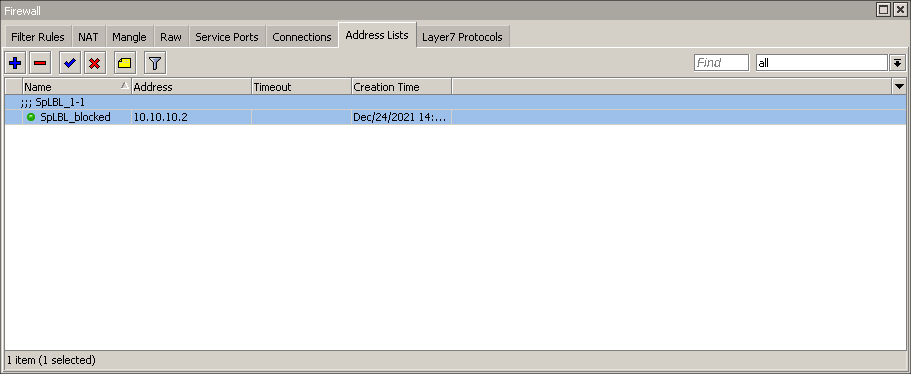 Firewall
Filter Rules NAT Mangle Raw Service Ports Connections Address Lists Layer7 Protocols
Find all
Name Address Timeout Creation Time
;;; SpLBL_1-1
SpLBL_blocked 10.10.10.2 Dec/24/2021 14:...
1 item (1 selected)